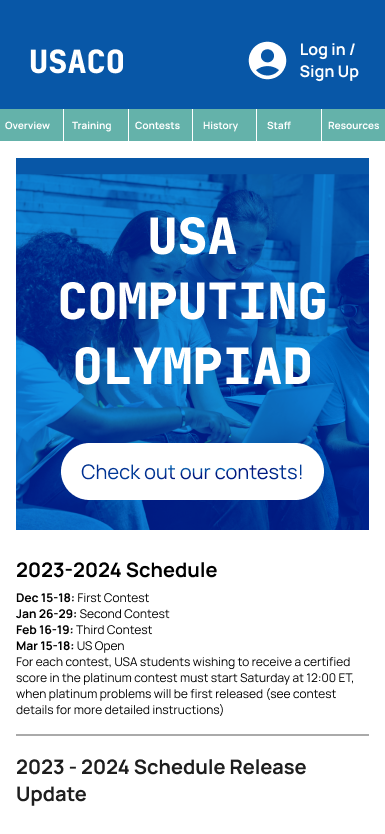 USACO
Log in /
Sign Up
Overview Training Contests History Staff Resources
USA
COMPUTING
OLYMPIAD
Check out our contests!
2023-2024 Schedule
Dec 15-18: First Contest
Jan 26-29: Second Contest
Feb 16-19: Third Contest
Mar 15-18: US Open
For each contest, USA students wishing to receive a certified
score in the platinum contest must start Saturday at 12:00 ET,
when platinum problems will be first released (see contest
details for more detailed instructions)
2023 - 2024 Schedule Release
Update